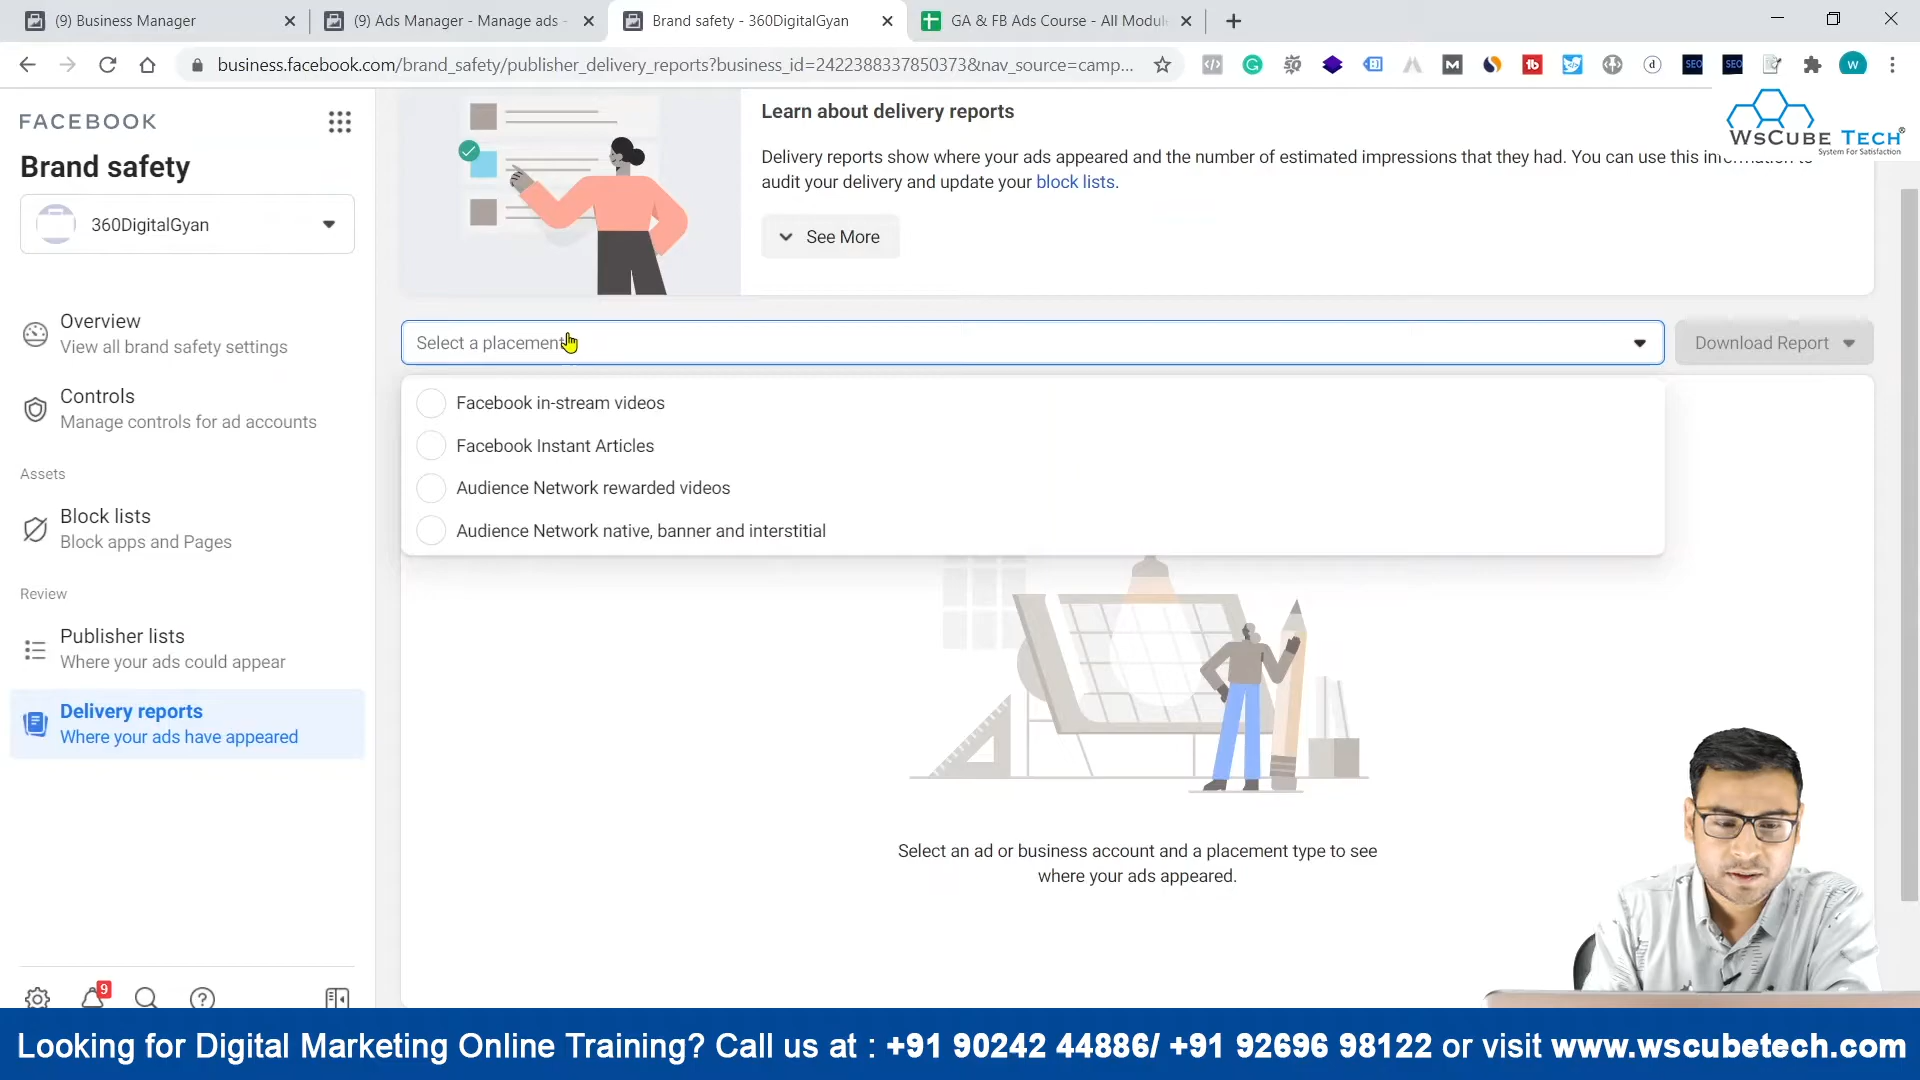 (9) Business Manager
(9) Ads Manager - Manage ads -
Brand safety - 360DigitalGyan
GA & FB Ads Course - All Modul
business.facebook.com/brand_safety/publisher_delivery_reports?business_id=2422388337850373&nav_source=camp...
WsCube Tech®
System For Satisfaction
FACEBOOK
Brand safety
360DigitalGyan
Overview
View all brand safety settings
Controls
Manage controls for ad accounts
Assets
Block lists
Block apps and Pages
Review
Publisher lists
Where your ads could appear
Delivery reports
Where your ads have appeared
9
Learn about delivery reports
Delivery reports show where your ads appeared and the number of estimated impressions that they had. You can use this information to
audit your delivery and update your block lists.
See More
Select a placement
Download Report
Facebook in-stream videos
Facebook Instant Articles
Audience Network rewarded videos
Audience Network native, banner and interstitial
Select an ad or business account and a placement type to see
where your ads appeared.
Looking for Digital Marketing Online Training? Call us at : +91 90242 44886/ +91 92696 98122 or visit www.wscubetech.com